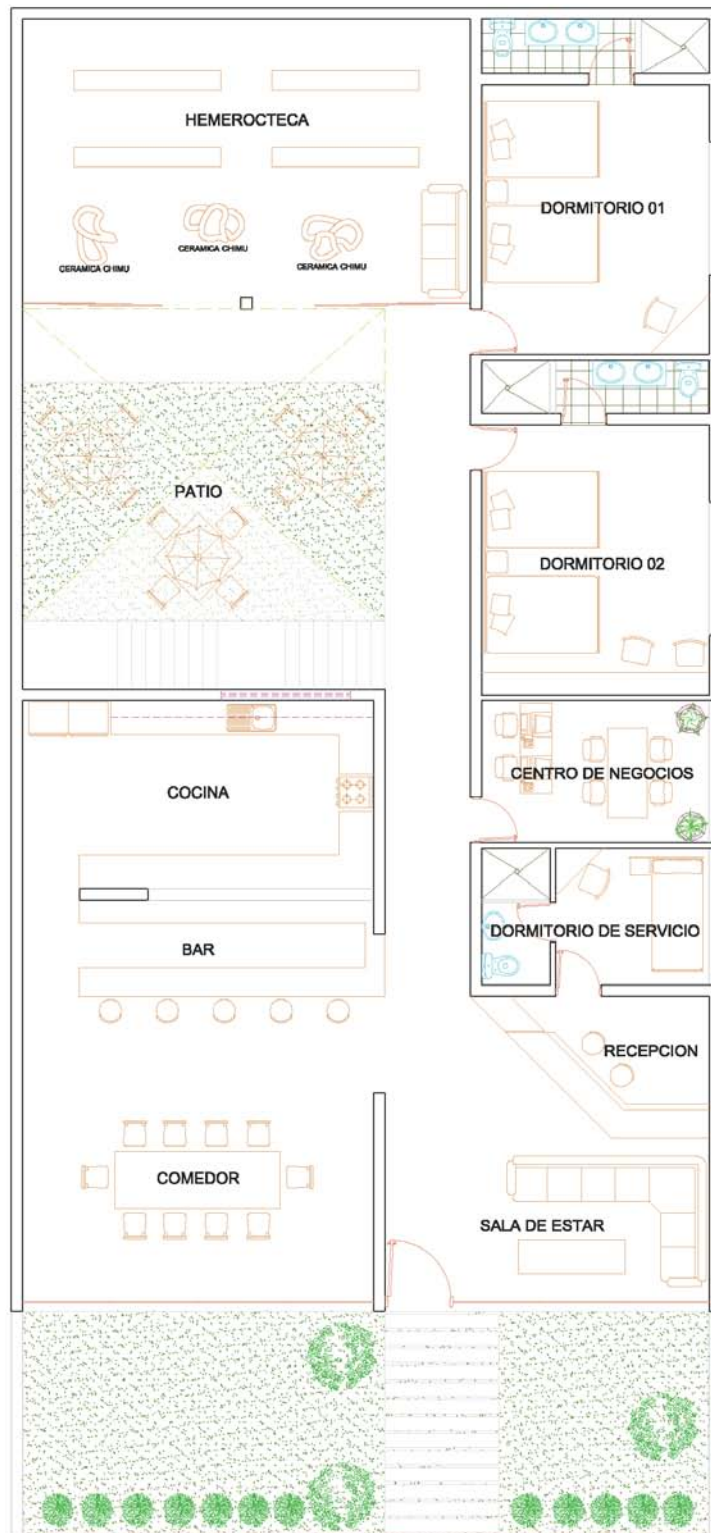 HEMEROCTECA
CERAMICA CHIMU
CERAMICA CHIMU
CERAMICA CHIMU
DORMITORIO 01
PATIO
DORMITORIO 02
CENTRO DE NEGOCIOS
COCINA
BAR
DORMITORIO DE SERVICIO
RECEPCION
COMEDOR
SALA DE ESTAR